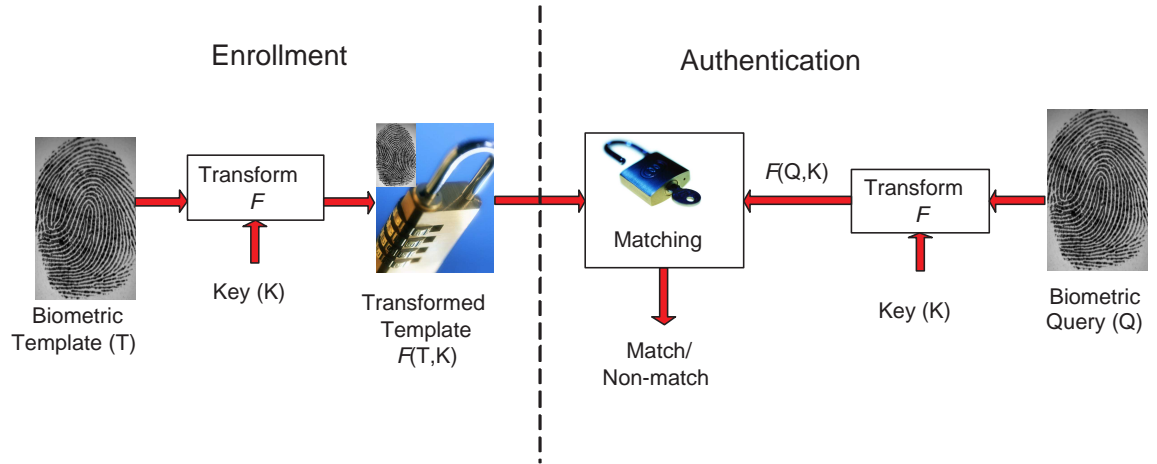 Enrollment
Authentication
Transform
F
Key (K)
Biometric
Template (T)
Transformed
Template
F(T,K)
Matching
Match/
Non-match
F(Q,K)
Transform
F
Key (K)
Biometric
Query (Q)